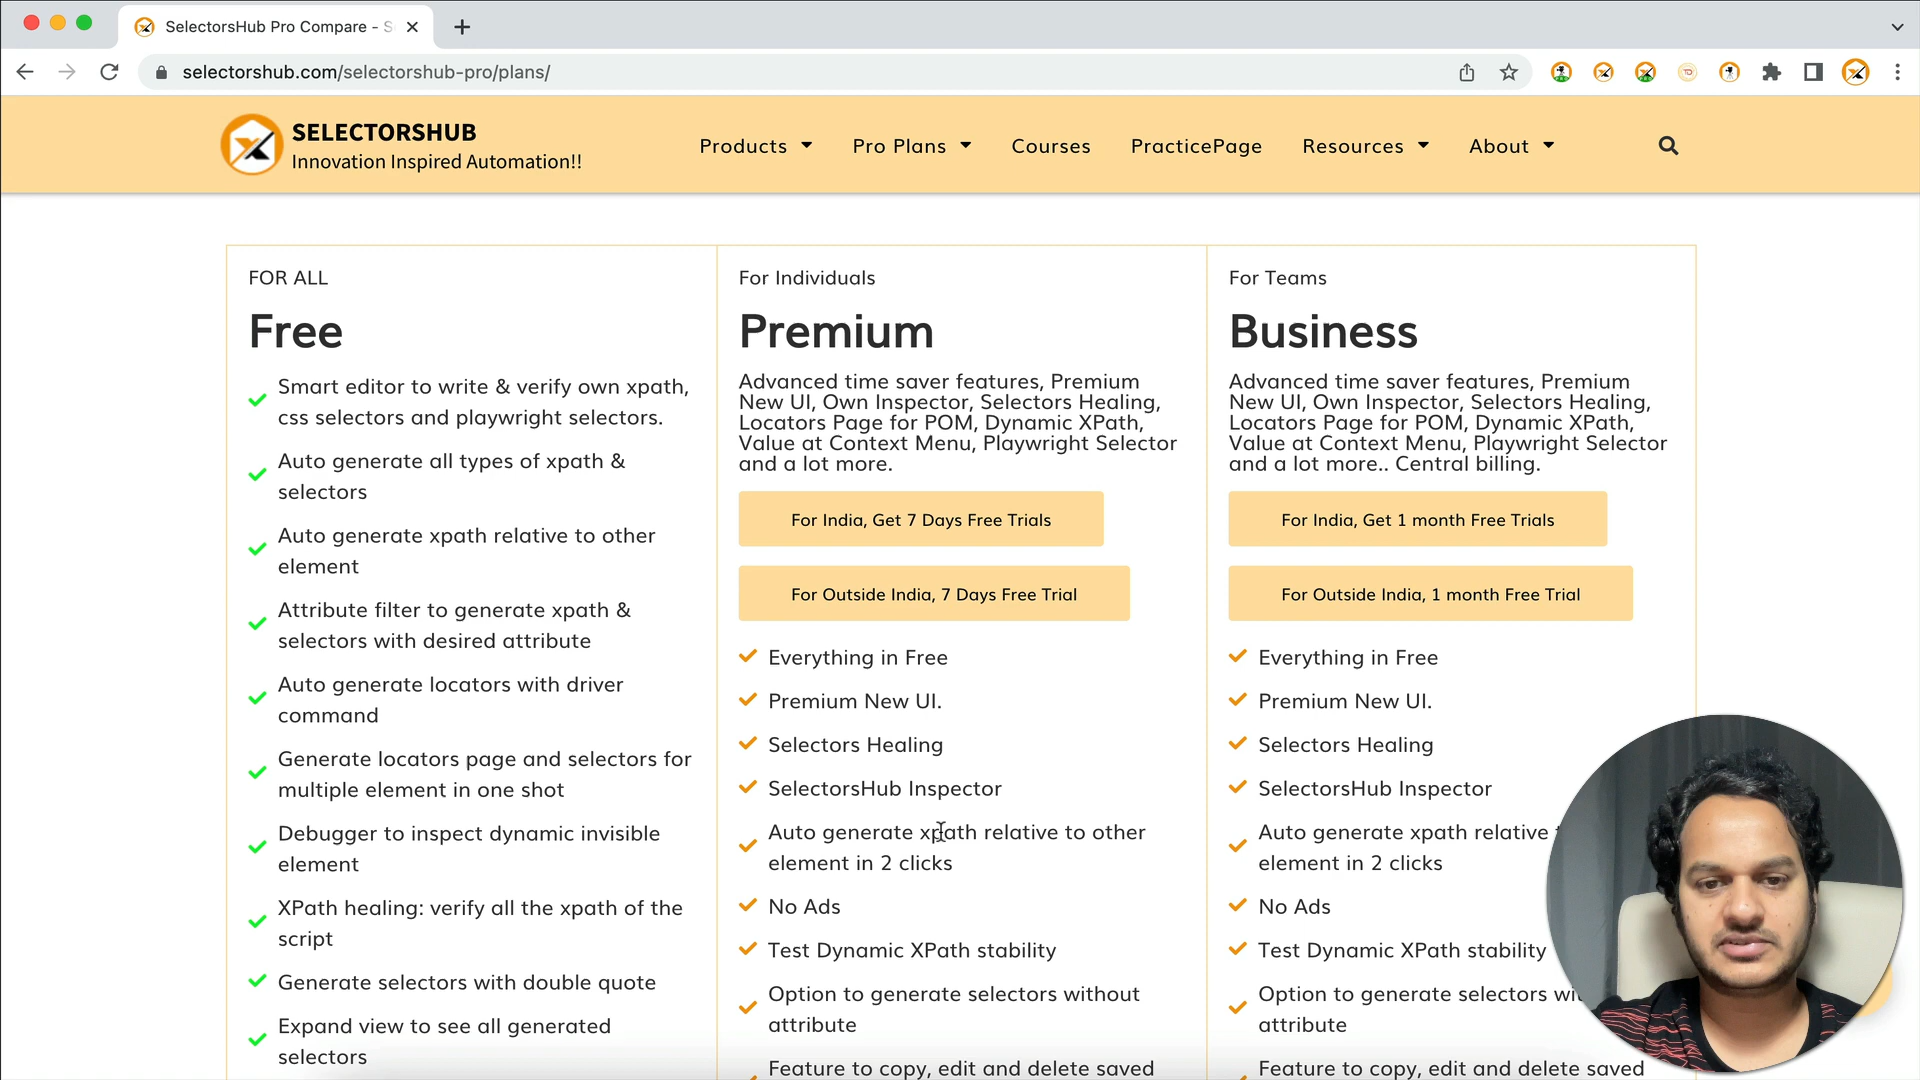 SelectorsHub Pro Compare - S
selectorshub.com/selectorshub-pro/plans/
SELECTORSHUB
Innovation Inspired Automation!!
Products
Pro Plans
Courses
PracticePage
Resources
About
FOR ALL
Free
Smart editor to write & verify own xpath,
css selectors and playwright selectors.
Auto generate all types of xpath &
selectors
Auto generate xpath relative to other
element
Attribute filter to generate xpath &
selectors with desired attribute
Auto generate locators with driver
command
Generate locators page and selectors for
multiple element in one shot
Debugger to inspect dynamic invisible
element
XPath healing: verify all the xpath of the
script
Generate selectors with double quote
Expand view to see all generated
selectors
For Individuals
Premium
Advanced time saver features, Premium
New UI, Own Inspector, Selectors Healing,
Locators Page for POM, Dynamic XPath,
Value at Context Menu, Playwright Selector
and a lot more.
For India, Get 7 Days Free Trials
For Outside India, 7 Days Free Trial
Everything in Free
Premium New UI.
Selectors Healing
SelectorsHub Inspector
Auto generate xpath relative to other
element in 2 clicks
No Ads
Test Dynamic XPath stability
Option to generate selectors without
attribute
Feature to copy, edit and delete saved
For Teams
Business
Advanced time saver features, Premium
New UI, Own Inspector, Selectors Healing,
Locators Page for POM, Dynamic XPath,
Value at Context Menu, Playwright Selector
and a lot more.. Central billing.
For India, Get 1 month Free Trials
For Outside India, 1 month Free Trial
Everything in Free
Premium New UI.
Selectors Healing
SelectorsHub Inspector
Auto generate xpath relative
element in 2 clicks
No Ads
Test Dynamic XPath stability
Option to generate selectors
attribute
Feature to copy, edit and delete saved